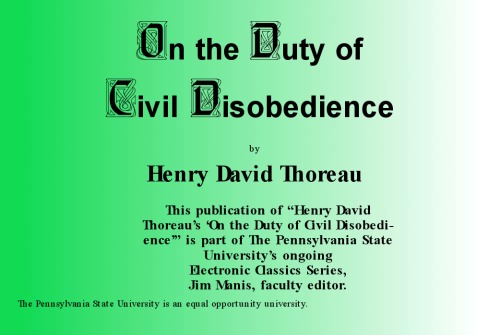 On the Duty of
Civil Disobedience
by
Henry David Thoreau
This publication of “Henry David
Thoreau’s ‘On the Duty of Civil Disobedi-
ence’” is part of The Pennsylvania State
University’s ongoing
Electronic Classics Series,
Jim Manis, faculty editor.
The Pennsylvania State University is an equal opportunity university.